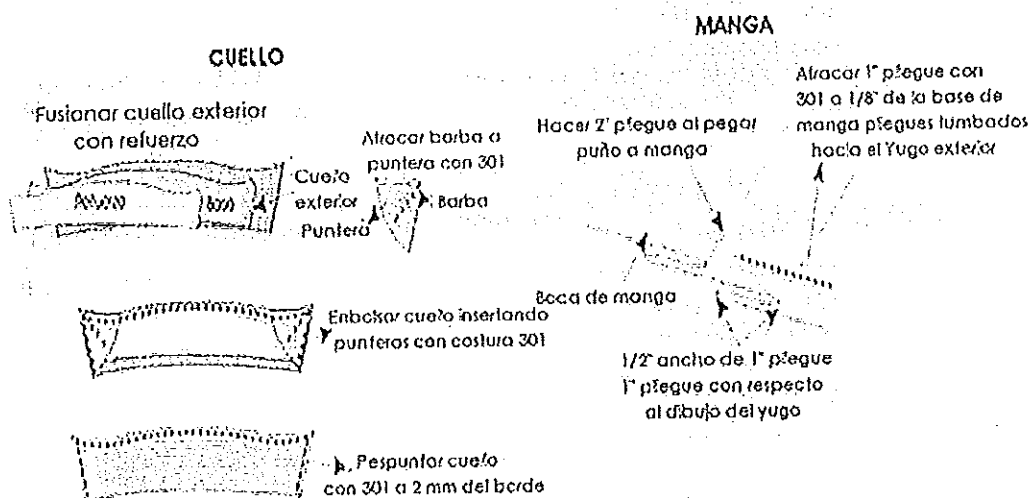 CUELLO
Fusionar cuello exterior
con refuerzo
Cuello
exterior
Puntera
Atracar barba a
puntera con 301
Barba
Enbolsar cuello insertando
punteras con costura 301
Pespuntar cuello
con 301 a 2 mm del borde
MANGA
Hacer 2° pliegue al pegar
puño a manga
Atracar 1° pliegue con
301 a 1/8" de la base de
manga pliegues tumbados
hacia el Yugo exterior
Boca de manga
1/2" ancho de 1° pliegue
1° pliegue con respecto
al dibujo del yugo